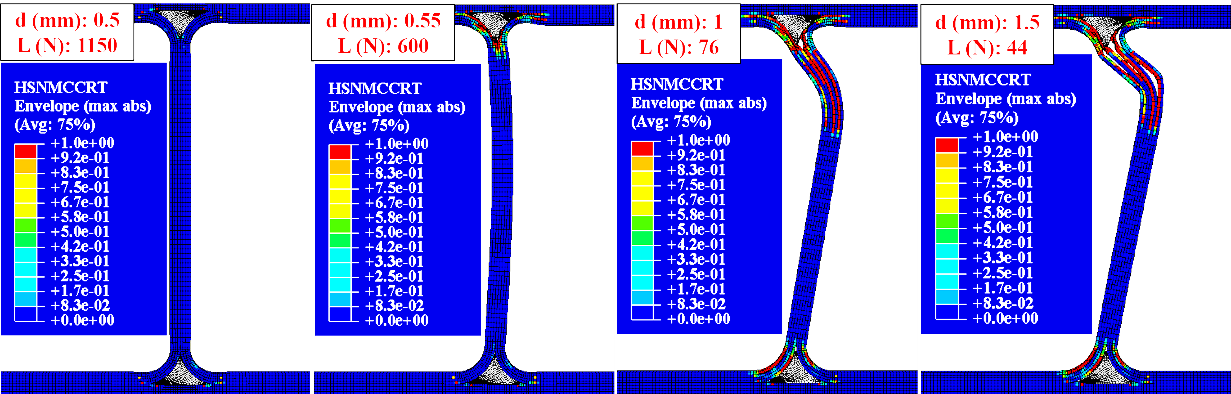 d (mm): 0.5
L (N): 1150
HSNMCCRT
Envelope (max abs)
(Avg: 75%)
+1.0e+00
+9.2e-01
+8.3e-01
+7.5e-01
+6.7e-01
+5.8e-01
+5.0e-01
+4.2e-01
+3.3e-01
+2.5e-01
+1.7e-01
+8.3e-02
+0.0e+00
d (mm): 0.55
L (N): 600
HSNMCCRT
Envelope (max abs)
(Avg: 75%)
+1.0e+00
+9.2e-01
+8.3e-01
+7.5e-01
+6.7e-01
+5.8e-01
+5.0e-01
+4.2e-01
+3.3e-01
+2.5e-01
+1.7e-01
+8.3e-02
+0.0e+00
d (mm): 1
L (N): 76
HSNMCCRT
Envelope (max abs)
(Avg: 75%)
+1.0e+00
+9.2e-01
+8.3e-01
+7.5e-01
+6.7e-01
+5.8e-01
+5.0e-01
+4.2e-01
+3.3e-01
+2.5e-01
+1.7e-01
+8.3e-02
+0.0e+00
d (mm): 1.5
L (N): 44
HSNMCCRT
Envelope (max abs)
(Avg: 75%)
+1.0e+00
+9.2e-01
+8.3e-01
+7.5e-01
+6.7e-01
+5.8e-01
+5.0e-01
+4.2e-01
+3.3e-01
+2.5e-01
+1.7e-01
+8.3e-02
+0.0e+00